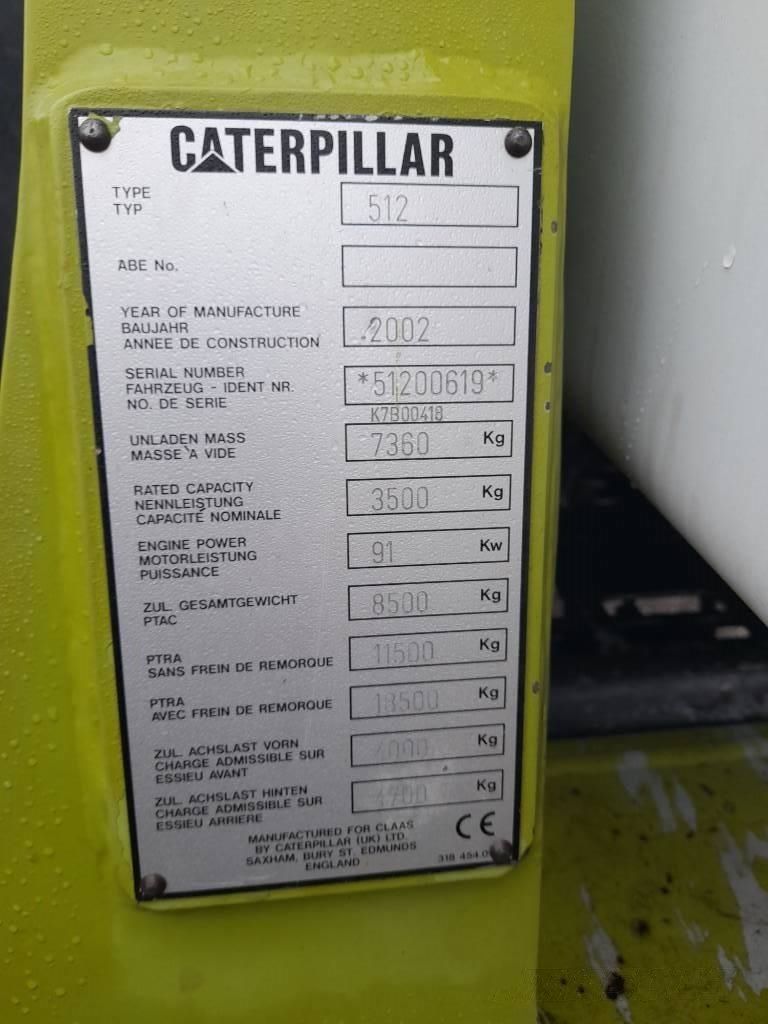 CATERPILLAR
TYPE
TYP
512
ABE No.
YEAR OF MANUFACTURE
BAUJAHR
ANNEE DE CONSTRUCTION
2002
SERIAL NUMBER
FAHRZEUG - IDENT NR.
NO. DE SERIE
*51200619*
K7B00418
UNLADEN MASS
MASSE À VIDE
7360 Kg
RATED CAPACITY
NENNLEISTUNG
CAPACITÉ NOMINALE
3500 Kg
ENGINE POWER
MOTORLEISTUNG
PUISSANCE
91 Kw
ZUL. GESAMTGEWICHT
PTAC
8500 Kg
PTRA
SANS FREIN DE REMORQUE
11500 Kg
PTRA
AVEC FREIN DE REMORQUE
18500 Kg
ZUL. ACHSLAST VORN
CHARGE ADMISSIBLE SUR
ESSIEU AVANT
Kg
ZUL. ACHSLAST HINTEN
CHARGE ADMISSIBLE SUR
ESSIEU ARRIERE
Kg
MANUFACTURED FOR CLAAS
BY CATERPILLAR (UK) LTD.
SAXHAM, BURY ST. EDMUNDS
ENGLAND
CE
318 454